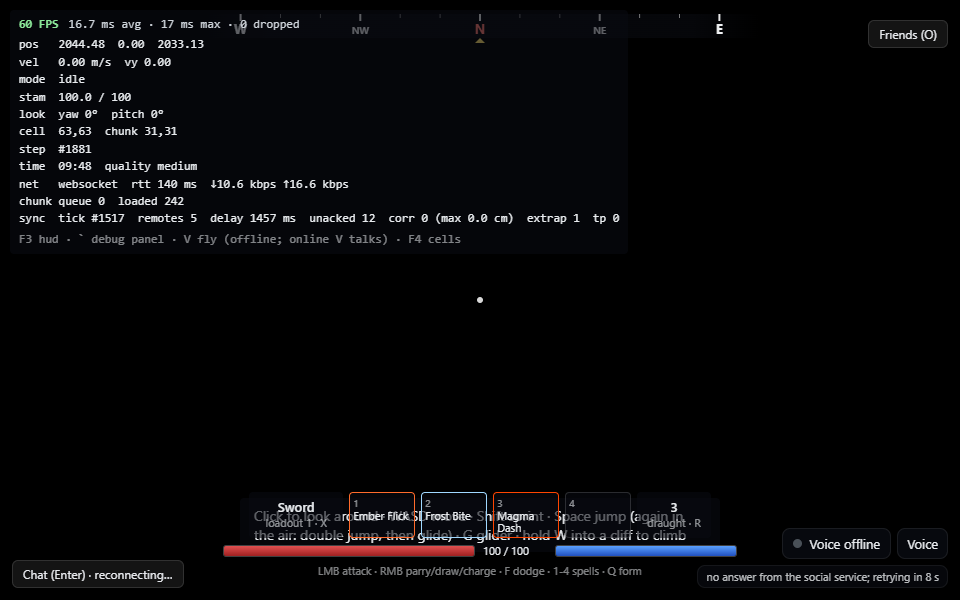 60 FPS 16.7 ms avg · 17 ms max · 0 dropped
W NW N NE E
Friends (O)
pos 2044.48 0.00 2033.13
vel 0.00 m/s vy 0.00
mode idle
stam 100.0 / 100
look yaw 0° pitch 0°
cell 63,63 chunk 31,31
step #1881
time 09:48 quality medium
net websocket rtt 140 ms ↓10.6 kbps ↑16.6 kbps
chunk queue 0 loaded 242
sync tick #1517 remotes 5 delay 1457 ms unacked 12 corr 0 (max 0.0 cm) extrap 1 tp 0
F3 hud · ` debug panel · V fly (offline; online V talks) · F4 cells
Sword
loadout 1 · X
1
Ember Flick
2
Frost Bite
3
Magma
Dash
4
3
draught · R
Click to look around · Space jump (again in
the air: double jump, then glide) · G glider · hold W into a cliff to climb
100 / 100
LMB attack · RMB parry/draw/charge · F dodge · 1-4 spells · Q form
Voice offline
Voice
Chat (Enter) · reconnecting...
no answer from the social service; retrying in 8 s